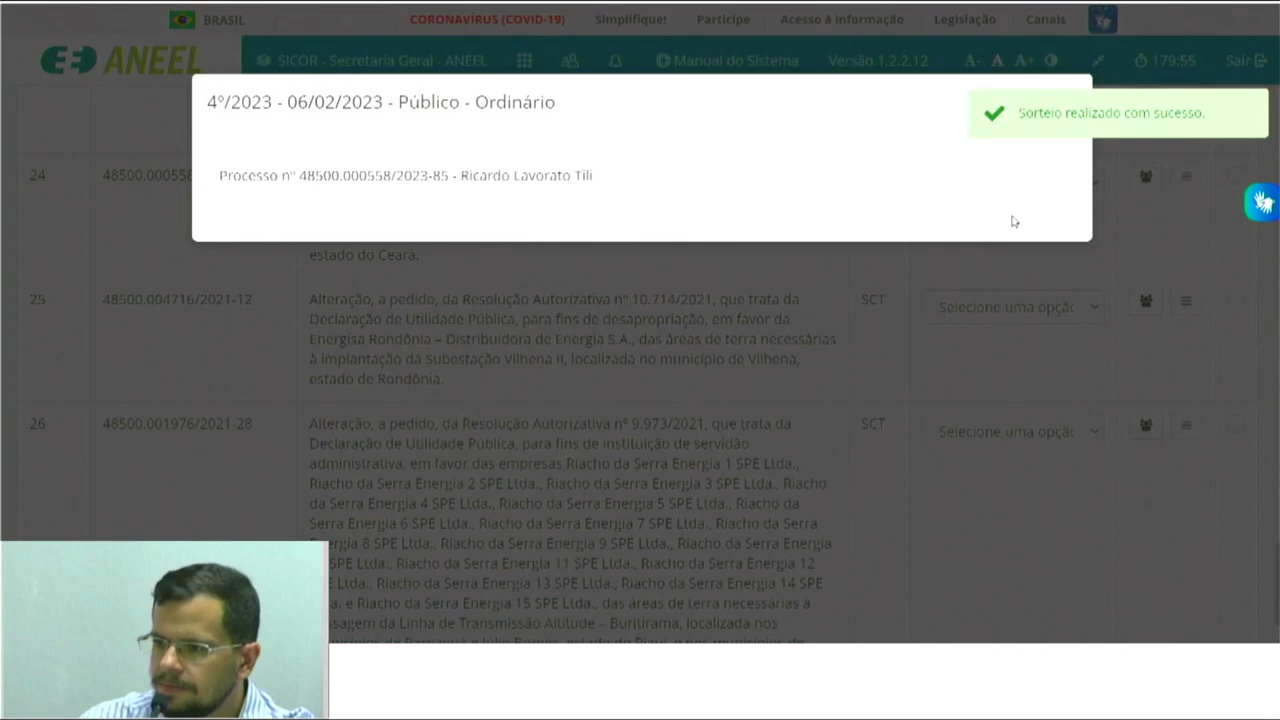 BRASIL
CORONAVÍRUS (COVID-19)
Simplifique!
Participe
Acesso à informação
Legislação
Canais
ANEEL
SICOR - Secretaria Geral - ANEEL
Manual do Sistema
Versão 1.2.2.12
A-
A
A+
179:55
Sair
4º/2023 - 06/02/2023 - Público - Ordinário
Sorteio realizado com sucesso.
Processo nº 48500.000558/2023-85 - Ricardo Lavorato Tili
24
48500.000558
estado do Ceará.
25
48500.004716/2021-12
Alteração, a pedido, da Resolução Autorizativa nº 10.714/2021, que trata da
Declaração de Utilidade Pública, para fins de desapropriação, em favor da
Energisa Rondônia – Distribuidora de Energia S.A., das áreas de terra necessárias
à implantação da Subestação Vilhena II, localizada no município de Vilhena,
estado de Rondônia.
SCT
Selecione uma opção
26
48500.001976/2021-28
Alteração, a pedido, da Resolução Autorizativa nº 9.973/2021, que trata da
Declaração de Utilidade Pública, para fins de instituição de servidão
administrativa, em favor das empresas Riacho da Serra Energia 1 SPE Ltda.,
Riacho da Serra Energia 2 SPE Ltda., Riacho da Serra Energia 3 SPE Ltda., Riacho
da Serra Energia 4 SPE Ltda., Riacho da Serra Energia 5 SPE Ltda., Riacho da
Serra Energia 6 SPE Ltda., Riacho da Serra Energia 7 SPE Ltda., Riacho da Serra
ergia 8 SPE Ltda., Riacho da Serra Energia 9 SPE Ltda., Riacho da Serra Energia
SPE Ltda., Riacho da Serra Energia 11 SPE Ltda., Riacho da Serra Energia 12
E Ltda., Riacho da Serra Energia 13 SPE Ltda., Riacho da Serra Energia 14 SPE
a., e Riacho da Serra Energia 15 SPE Ltda., das áreas de terra necessárias à
ssagem da Linha de Transmissão Altitude – Buritirama, localizada nos
SCT
Selecione uma opção